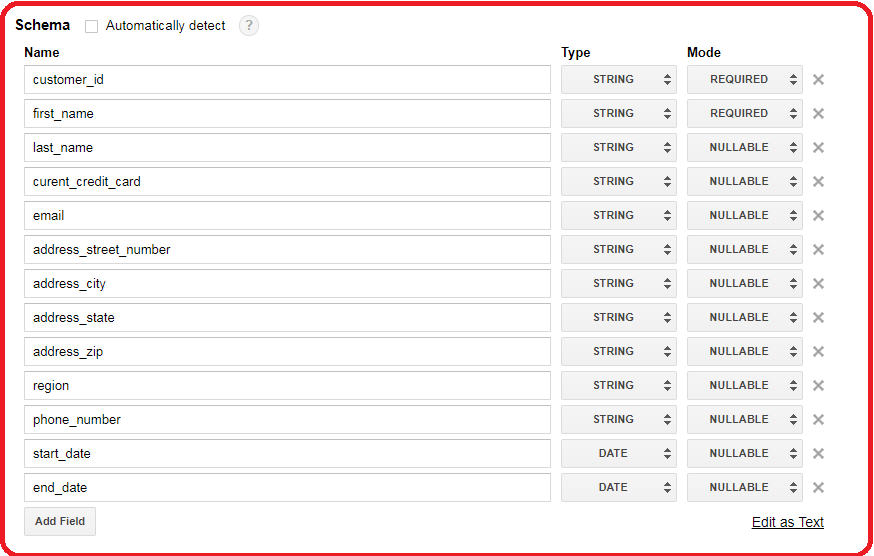 Schema Automatically detect ?
Name Type Mode
customer_id STRING REQUIRED
first_name STRING REQUIRED
last_name STRING NULLABLE
curent_credit_card STRING NULLABLE
email STRING NULLABLE
address_street_number STRING NULLABLE
address_city STRING NULLABLE
address_state STRING NULLABLE
address_zip STRING NULLABLE
region STRING NULLABLE
phone_number STRING NULLABLE
start_date DATE NULLABLE
end_date DATE NULLABLE
Add Field Edit as Text